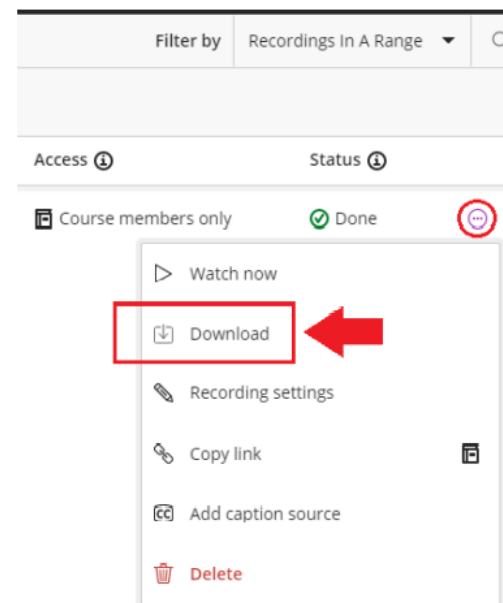 Filter by Recordings In A Range
Access Status
Course members only Done
Watch now
Download
Recording settings
Copy link
CC Add caption source
Delete